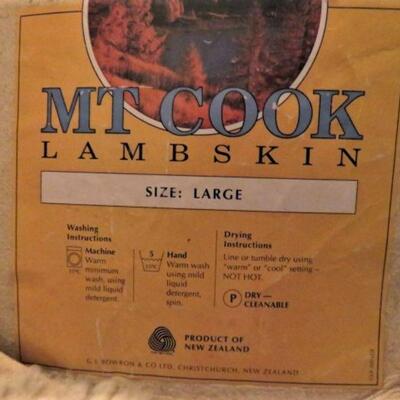 MT COOK
LAMBSKIN
SIZE: LARGE
Washing
Instructions
Machine
Warm
minimum
wash, using
mild liquid
detergent.
5
Hand
Warm wash
using mild
liquid
detergent,
spin.
Drying
Instructions
Line or tumble dry using
"warm" or "cool" setting –
NOT HOT.
P
DRY—
CLEANABLE
PRODUCT OF
NEW ZEALAND
G. L. BOWRON & CO LTD, CHRISTCHURCH, NEW ZEALAND